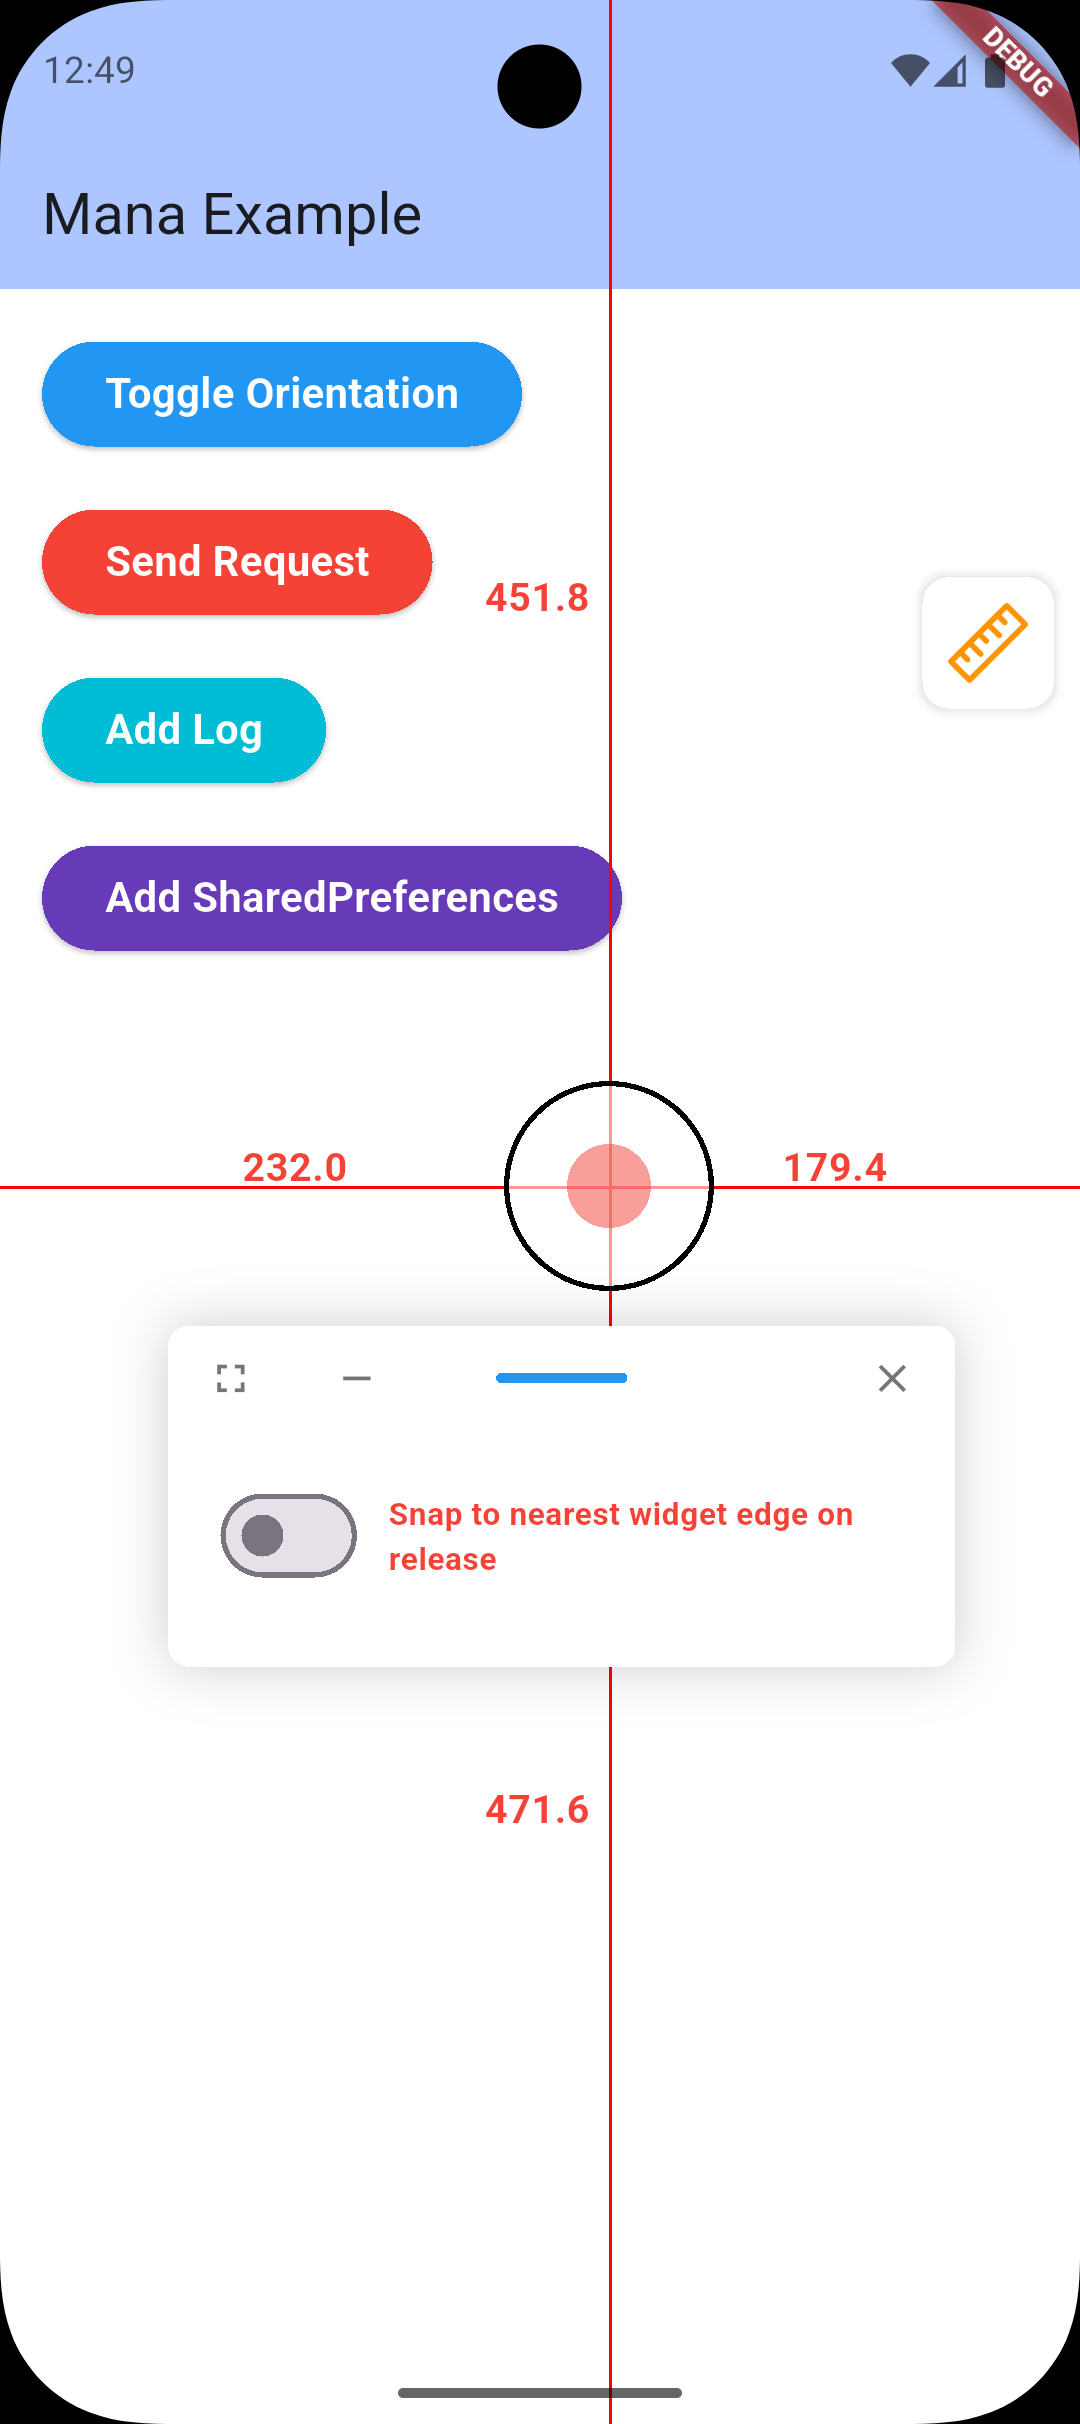 12:49
DEBUG
Mana Example
Toggle Orientation
Send Request
451.8
Add Log
Add SharedPreferences
232.0
179.4
Snap to nearest widget edge on
release
471.6